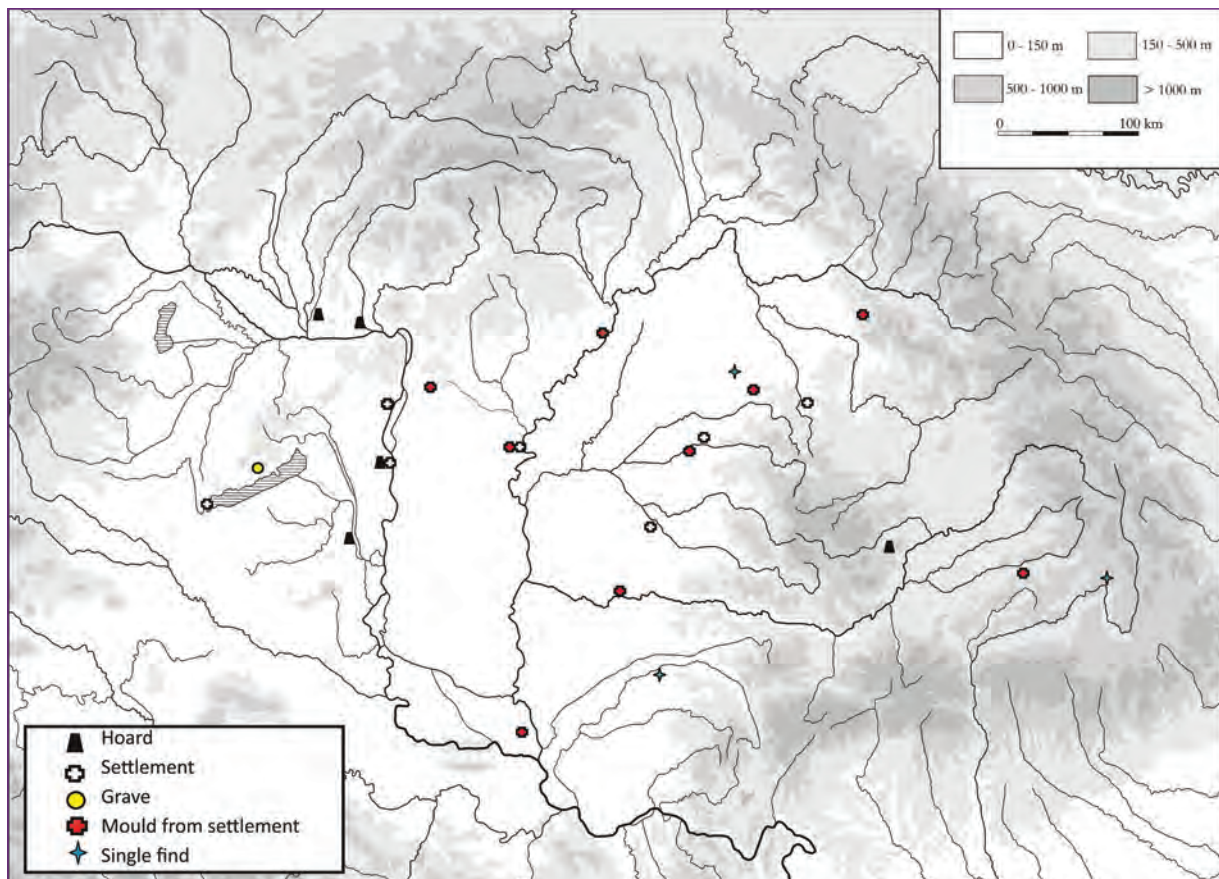 0 - 150 m
150 - 500 m
500 - 1000 m
> 1000 m
0
100 km
Hoard
Settlement
Grave
Mould from settlement
Single find